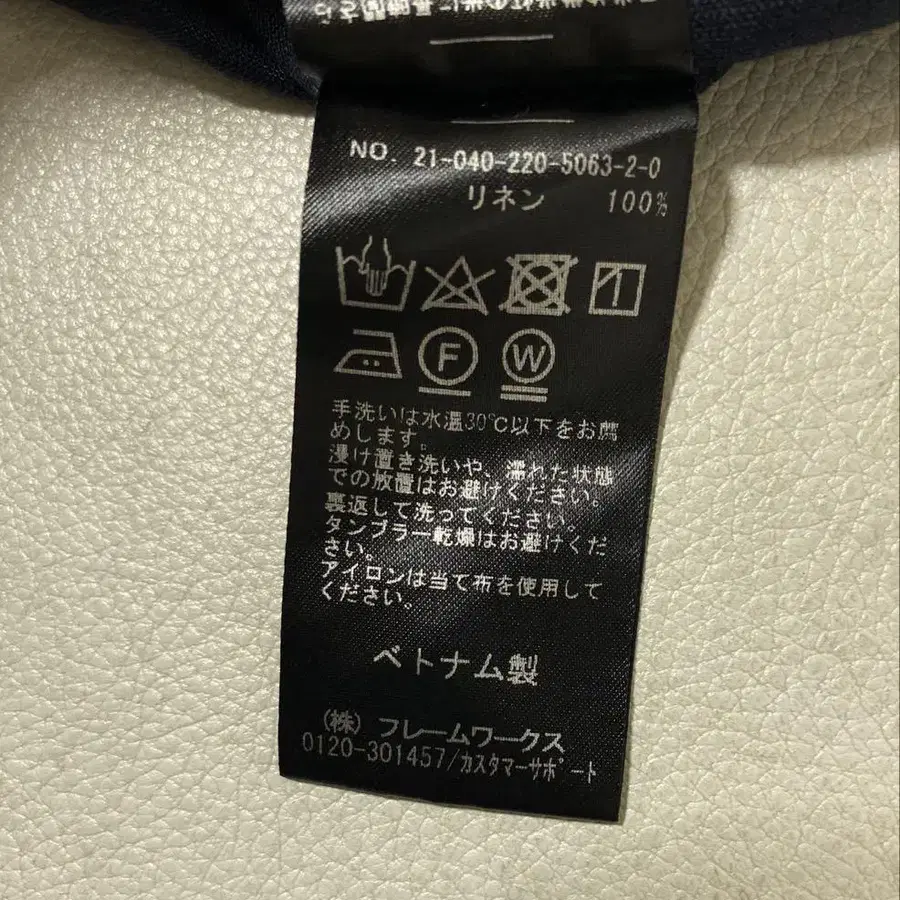 NO. 21-040-220-5063-2-0
リネン 100%
F W
手洗いは水温30℃以下をお薦
めします。
浸け置き洗いや、濡れた状態
での放置はお避けください。
裏返して洗ってください。
タンブラー乾燥はお避けくだ
さい。
アイロンは当て布を使用して
ください。
ベトナム製
(株) フレームワークス
0120-301457/カスタマーサポート